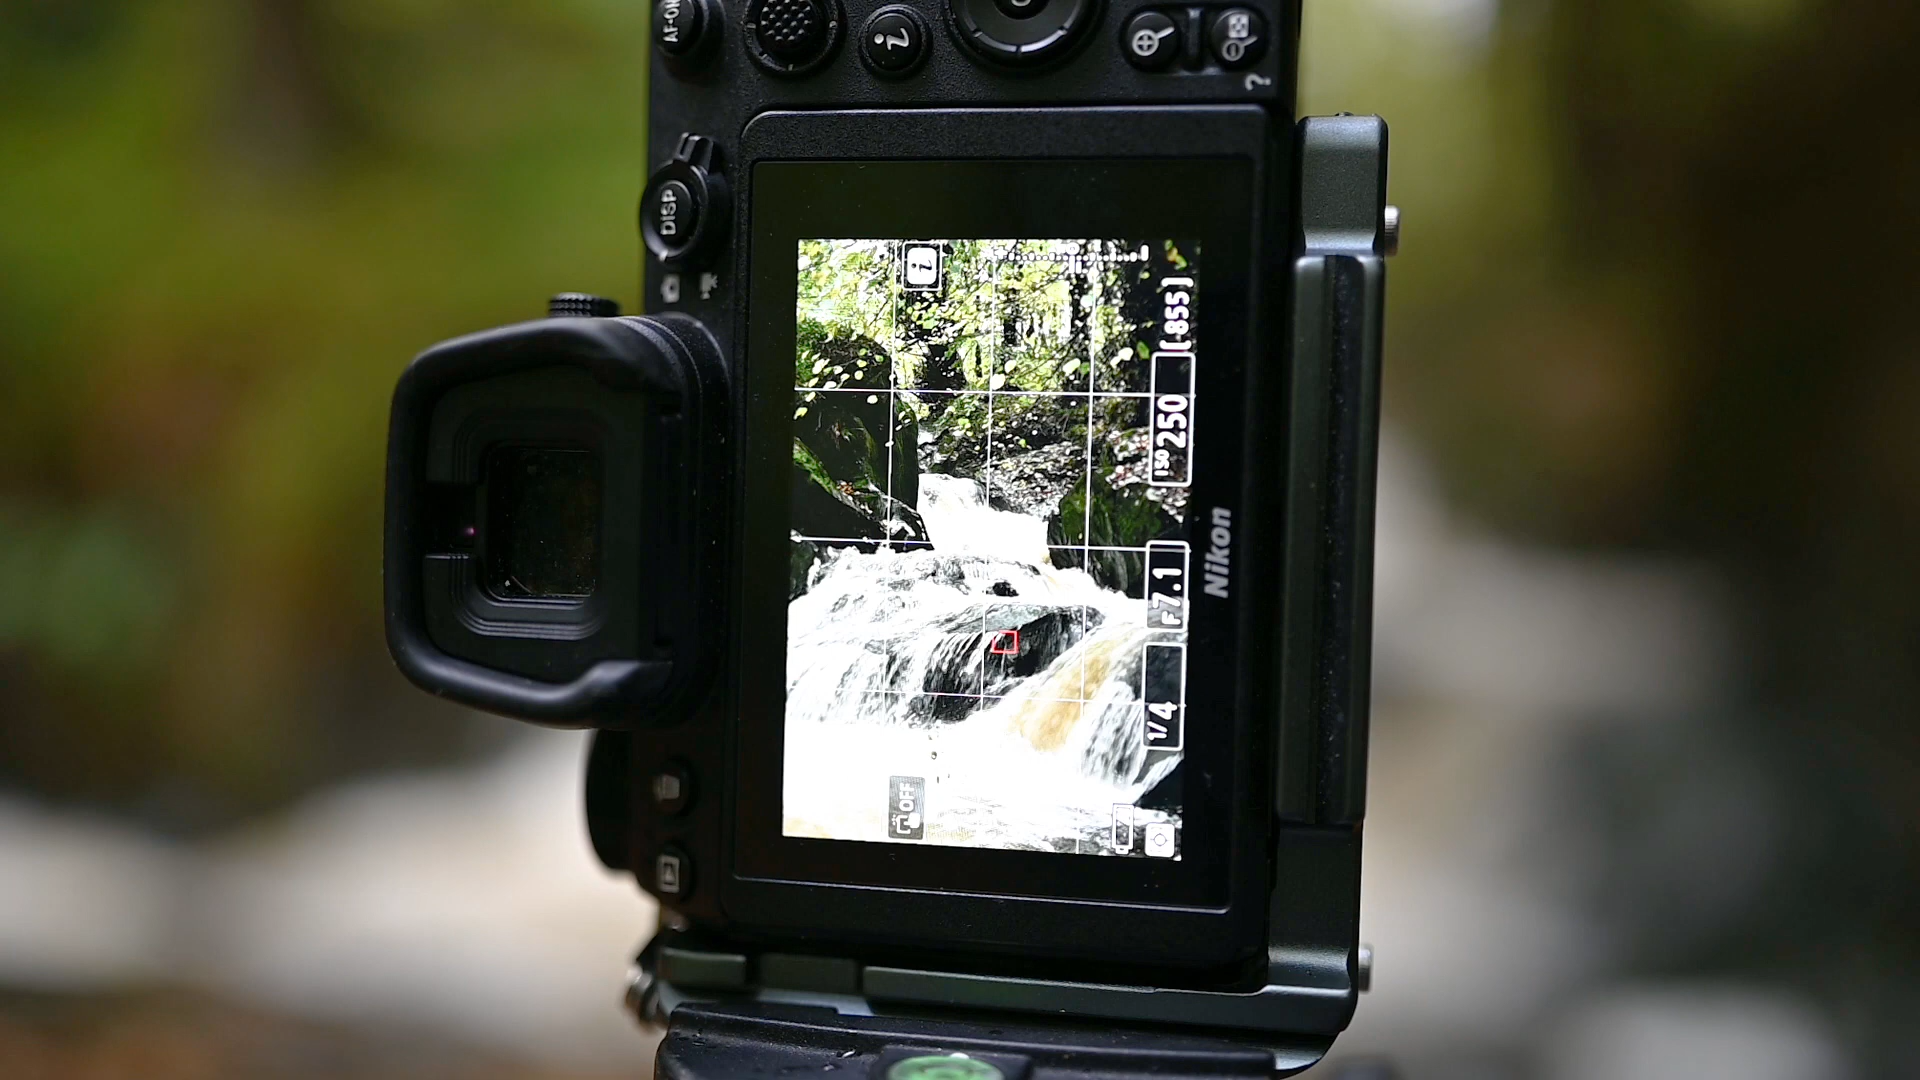 AF-ON
i
?
DISP
i
[855]
ISO 250
F7.1
1/4
OFF
Nikon